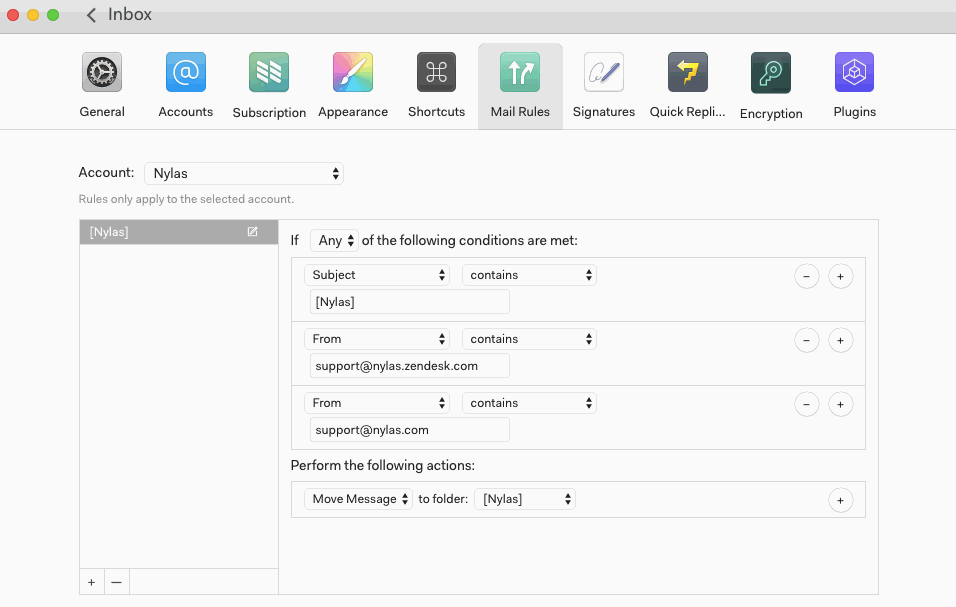 Inbox
General Accounts Subscription Appearance Shortcuts Mail Rules Signatures Quick Repli... Encryption Plugins
Account: Nylas
Rules only apply to the selected account.
[Nylas]
If Any of the following conditions are met:
Subject contains
[Nylas]
From contains
support@nylas.zendesk.com
From contains
support@nylas.com
Perform the following actions:
Move Message to folder: [Nylas]